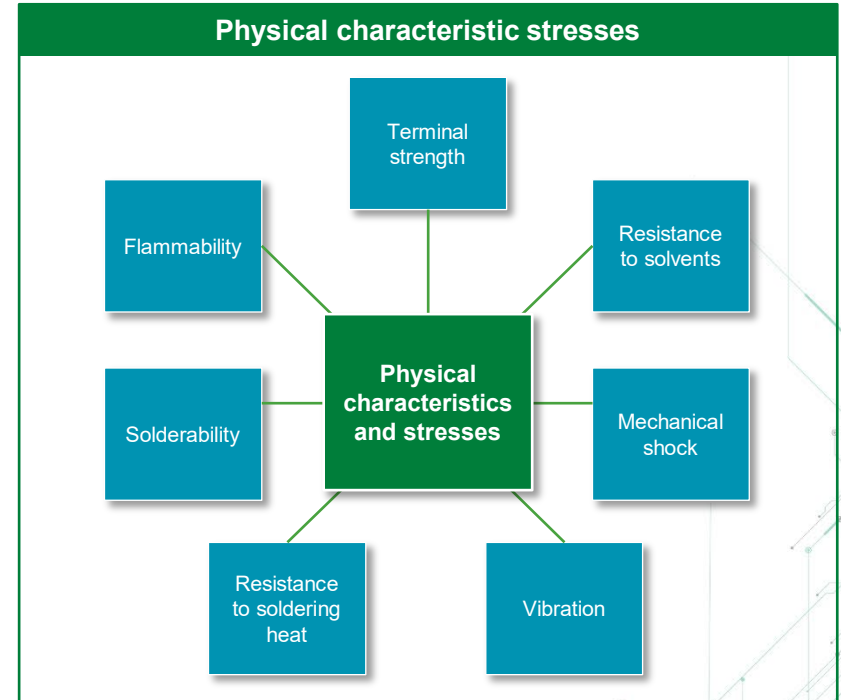 Physical characteristic stresses
Terminal
strength
Flammability
Resistance
to solvents
Physical
characteristics
and stresses
Solderability
Mechanical
shock
Resistance
to soldering
heat
Vibration